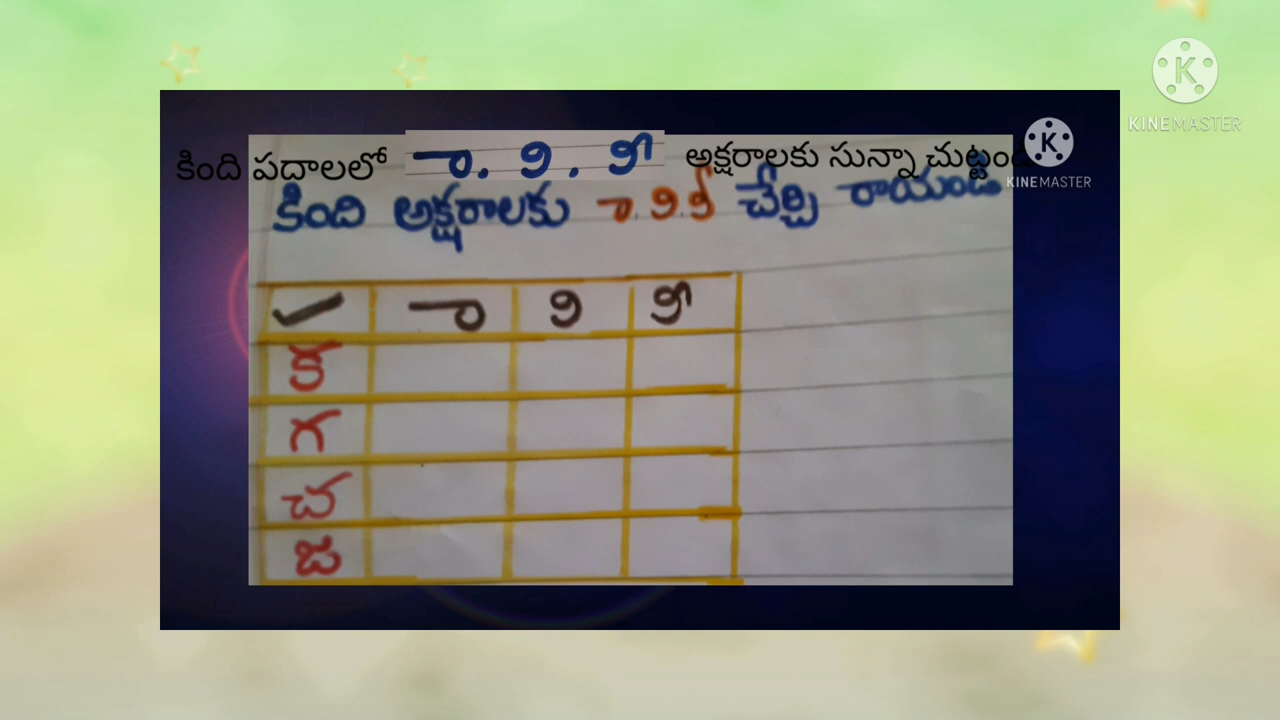 KINEMASTER
కింది పదాలలో ా. ి. ీ అక్షరాలకు సున్నా చుట్టండి
KINEMASTER
కింది అక్షరాలకు ా. ి. ీ చేర్చి రాయండి
✓ ా ి ీ
క
గ
చ
జ